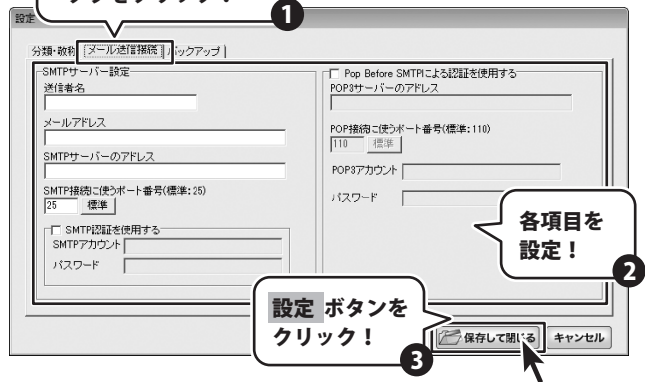 クリック！
1
設定
分類・敬称
メール送信接続
バックアップ
SMTPサーバー設定
送信者名
メールアドレス
SMTPサーバーのアドレス
SMTP接続に使うポート番号(標準:25)
25 標準
SMTP認証を使用する
SMTPアカウント
パスワード
Pop Before SMTPによる認証を使用する
POP3サーバーのアドレス
POP接続に使うポート番号(標準:110)
110 標準
POP3アカウント
パスワード
各項目を
設定！
2
設定 ボタンを
クリック！
3
保存して閉じる
キャンセル